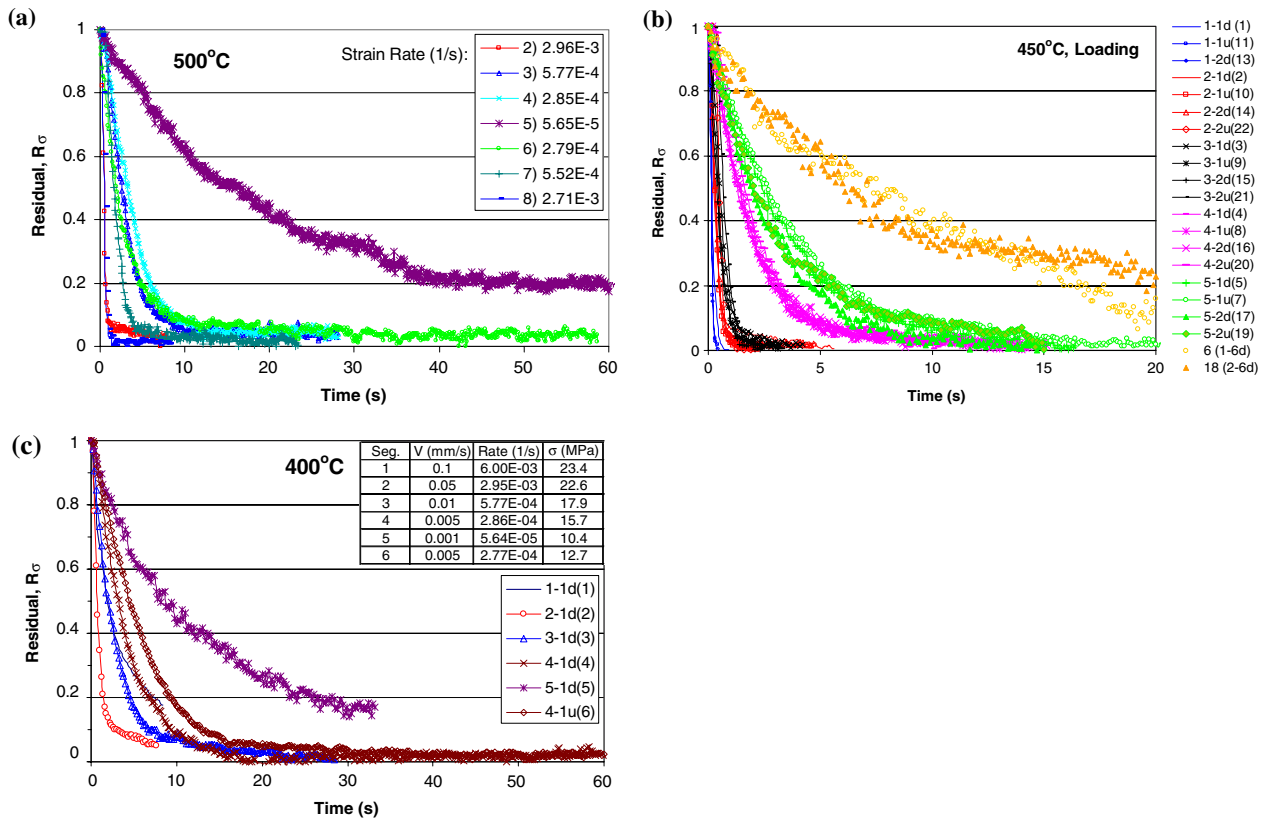 (a)
500°C
Strain Rate (1/s):
2) 2.96E-3
3) 5.77E-4
4) 2.85E-4
5) 5.65E-5
6) 2.79E-4
7) 5.52E-4
8) 2.71E-3
Residual, Rσ
1
0.8
0.6
0.4
0.2
0
0 10 20 30 40 50 60
Time (s)
(b)
450°C, Loading
Residual, Rσ
1
0.8
0.6
0.4
0.2
0
0 5 10 15 20
Time (s)
1-1d (1)
1-1u(11)
1-2d(13)
2-1d(2)
2-1u(10)
2-2d(14)
2-2u(22)
3-1d(3)
3-1u(9)
3-2d(15)
3-2u(21)
4-1d(4)
4-1u(8)
4-2d(16)
4-2u(20)
5-1d(5)
5-1u(7)
5-2d(17)
5-2u(19)
6 (1-6d)
18 (2-6d)
(c)
400°C
Seg. V (mm/s) Rate (1/s) σ (MPa)
1 0.1 6.00E-03 23.4
2 0.05 2.95E-03 22.6
3 0.01 5.77E-04 17.9
4 0.005 2.86E-04 15.7
5 0.001 5.64E-05 10.4
6 0.005 2.77E-04 12.7
1-1d(1)
2-1d(2)
3-1d(3)
4-1d(4)
5-1d(5)
4-1u(6)
Residual, Rσ
1
0.8
0.6
0.4
0.2
0
0 10 20 30 40 50 60
Time (s)